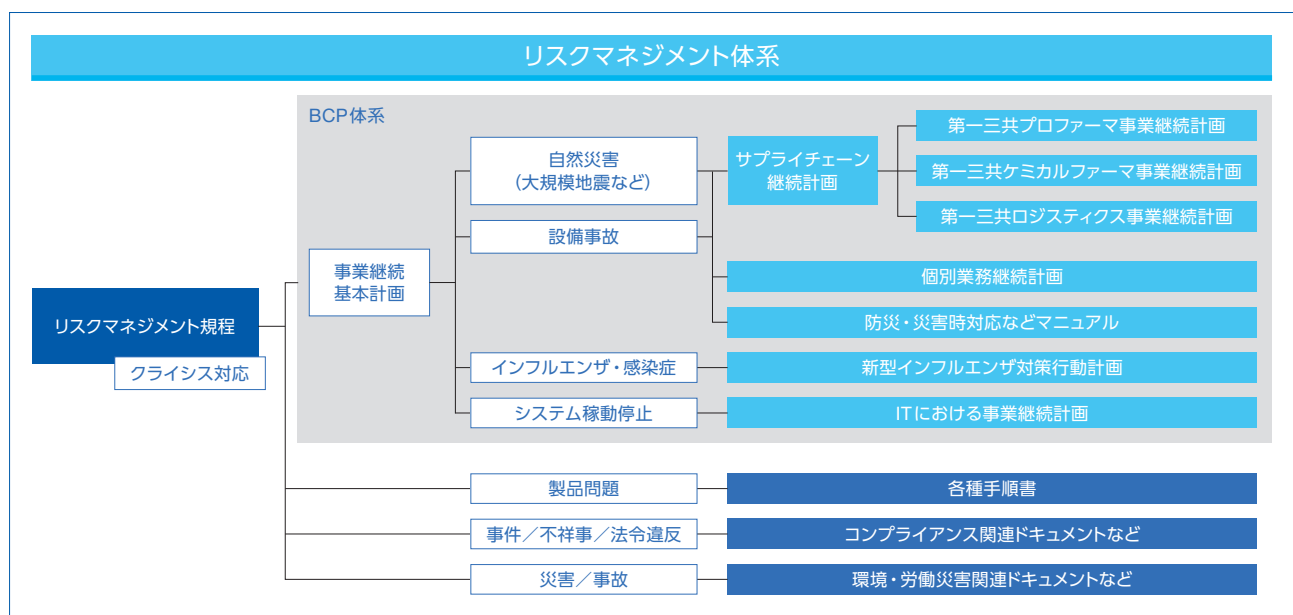 リスクマネジメント体系
BCP体系
自然災害
(大規模地震など)
設備事故
事業継続
基本計画
リスクマネジメント規程
クライシス対応
インフルエンザ・感染症
システム稼動停止
サプライチェーン
継続計画
第一三共プロファーマ事業継続計画
第一三共ケミカルファーマ事業継続計画
第一三共ロジスティクス事業継続計画
個別業務継続計画
防災・災害時対応などマニュアル
新型インフルエンザ対策行動計画
ITにおける事業継続計画
製品問題
各種手順書
事件／不祥事／法令違反
コンプライアンス関連ドキュメントなど
災害／事故
環境・労働災害関連ドキュメントなど